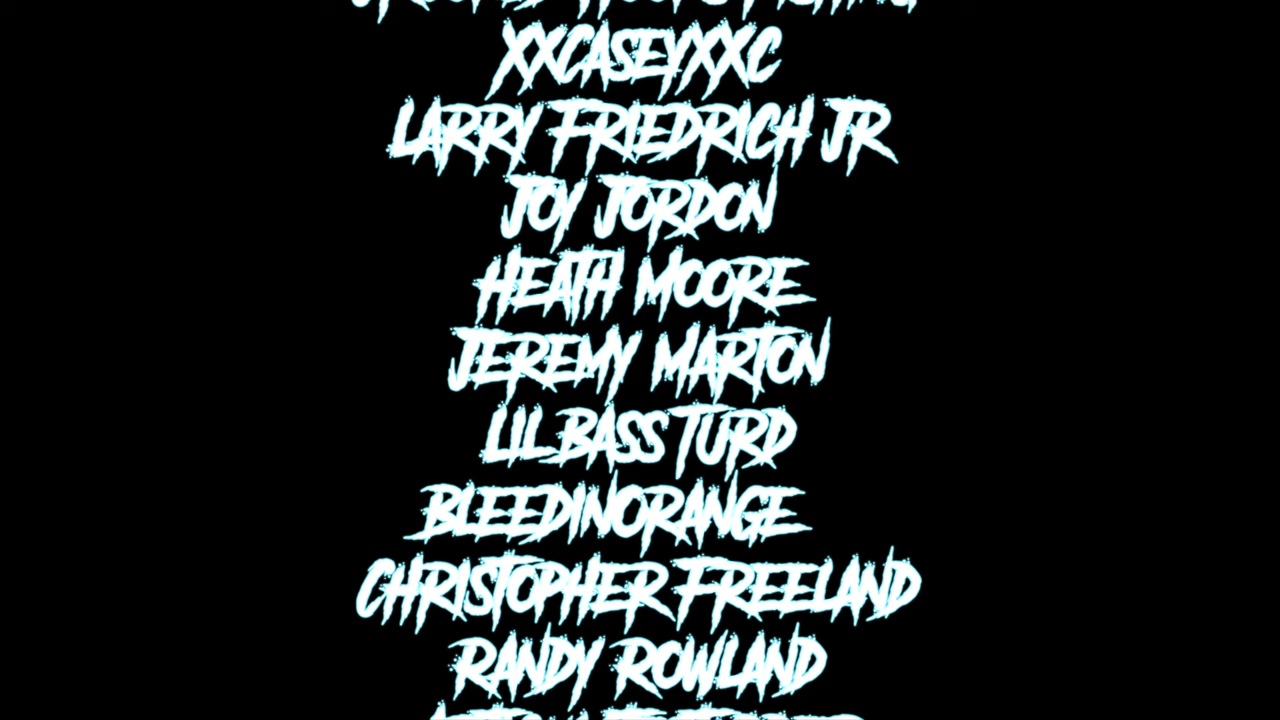 XXCASEYXXC
LARRY FRIEDRICH JR
JOY JORDON
HEATH MOORE
JEREMY MARTON
LIL BASS TURD
BLEEDINORANGE
CHRISTOPHER FREELAND
RANDY ROWLAND